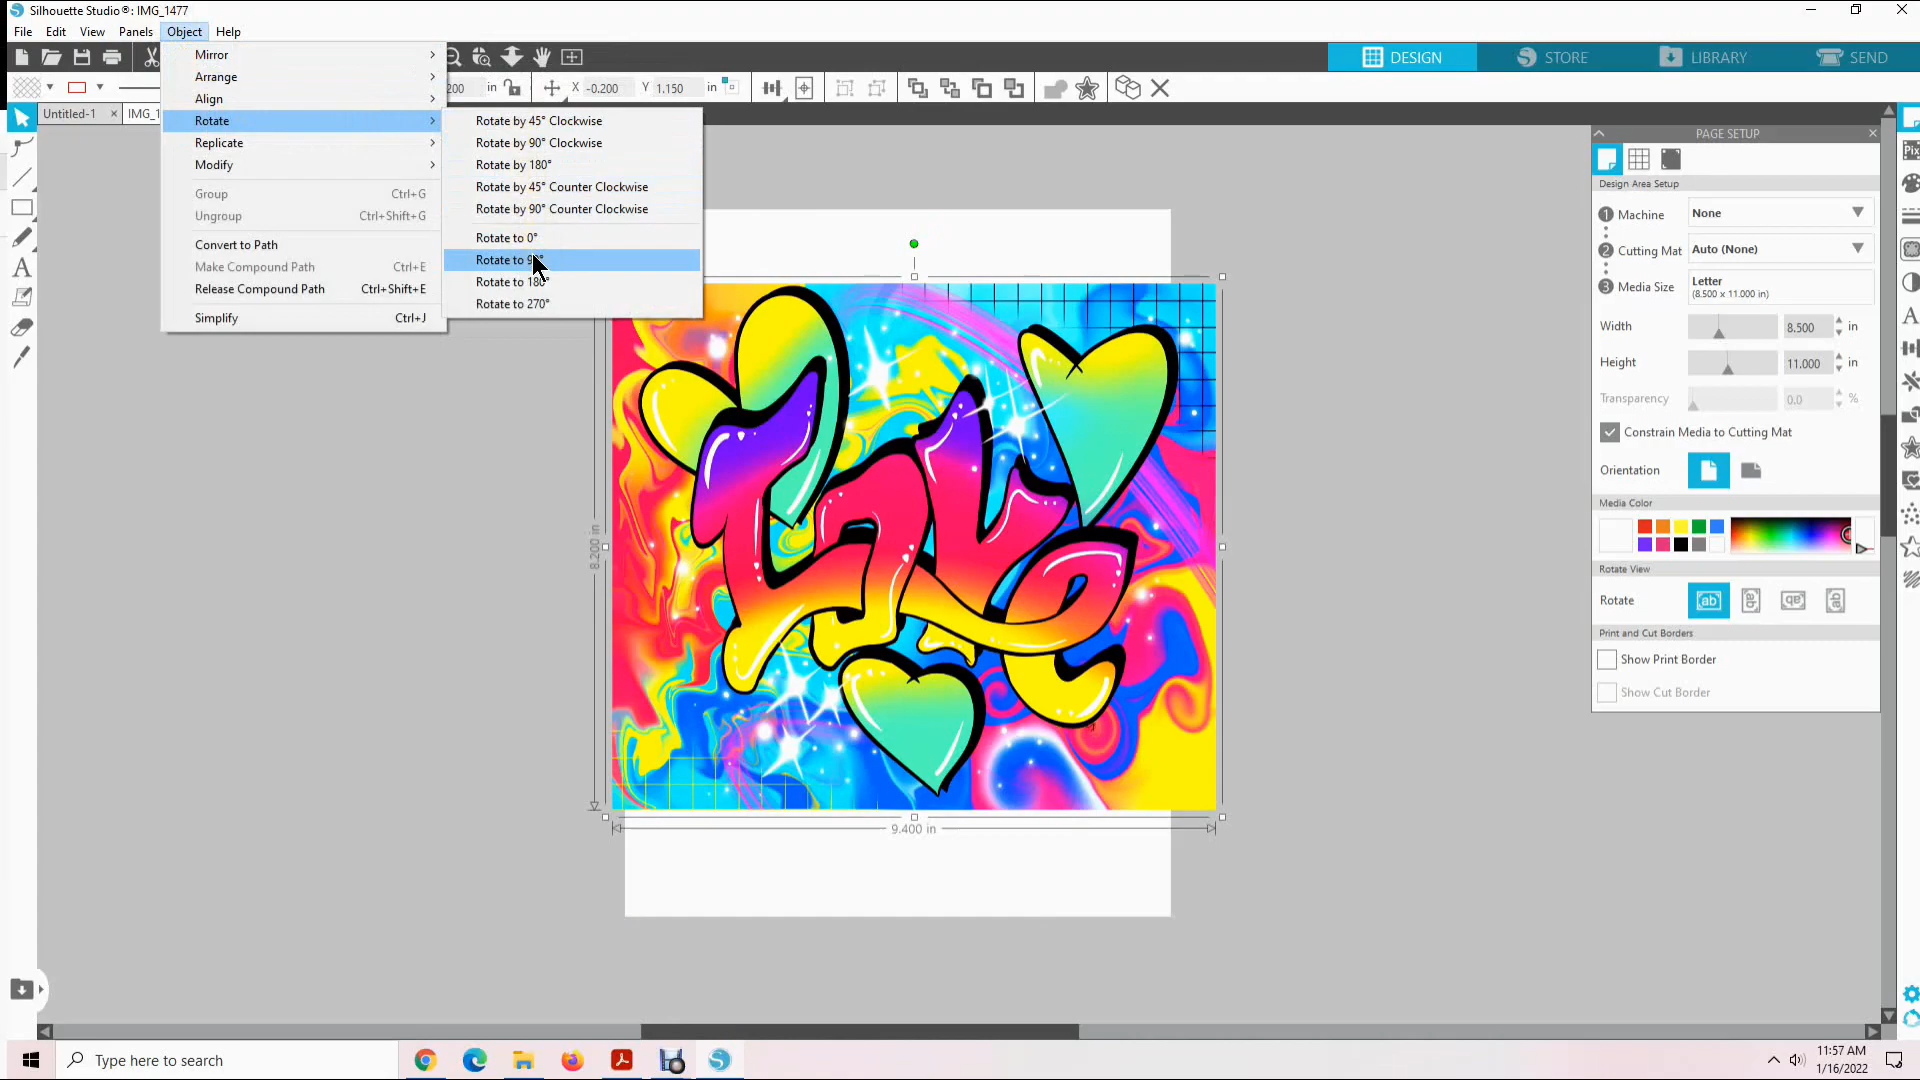 Silhouette Studio®: IMG_1477
File Edit View Panels Object Help
DESIGN STORE LIBRARY SEND
200 in X -0.200 Y 1.150 in
Untitled-1 × IMG_1
Mirror
Arrange
Align
Rotate
Replicate
Modify
Group Ctrl+G
Ungroup Ctrl+Shift+G
Convert to Path
Make Compound Path Ctrl+E
Release Compound Path Ctrl+Shift+E
Simplify Ctrl+J
Rotate by 45° Clockwise
Rotate by 90° Clockwise
Rotate by 180°
Rotate by 45° Counter Clockwise
Rotate by 90° Counter Clockwise
Rotate to 0°
Rotate to 9
Rotate to 180°
Rotate to 270°
8.200 in
9.400 in
PAGE SETUP
Design Area Setup
1 Machine None
2 Cutting Mat Auto (None)
3 Media Size Letter
(8.500 x 11.000 in)
Width 8.500 in
Height 11.000 in
Transparency 0.0 %
Constrain Media to Cutting Mat
Orientation
Media Color
Rotate View
Rotate ab ab ab ab
Print and Cut Borders
Show Print Border
Show Cut Border
Pix
A
A
Type here to search
11:57 AM
1/16/2022